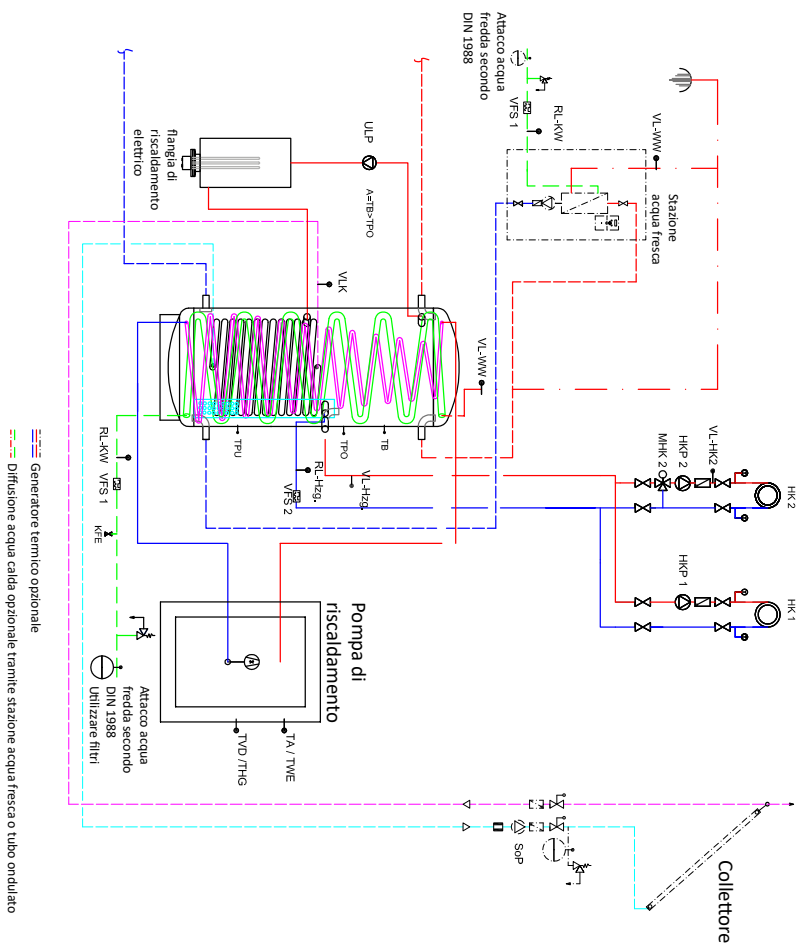 Attacco acqua
fredda secondo
DIN 1988
VFS 1
RL-KW
VL-WW
Stazione
acqua fresca
ULP
flangia di
riscaldamento
elettrico
A=TB>TPO
VLK
VL-WW
TPU
TPO
TB
RL-KW
VFS 1
KFE
RL-Hzg.
VFS 2
VL-Hzg.
MHK 2
HKP 2
VL-HK2
HK 2
HKP 1
HK 1
Pompa di
riscaldamento
TVD /THG
TA / TWE
Attacco acqua
fredda secondo
DIN 1988
Utilizzare filtri
SoP
Collettore
Generatore termico opzionale
Diffusione acqua calda opzionale tramite stazione acqua fresca o tubo ondulato